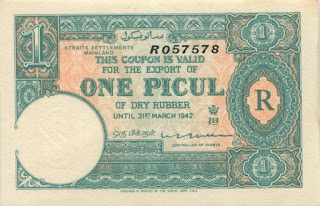 1
STRAITS SETTLEMENTS
MAINLAND
R057578
THIS COUPON IS VALID
FOR THE EXPORT OF
ONE PICUL
OF DRY RUBBER
R
UNTIL 31ST MARCH 1942
CONTROLLER OF RUBBER
1